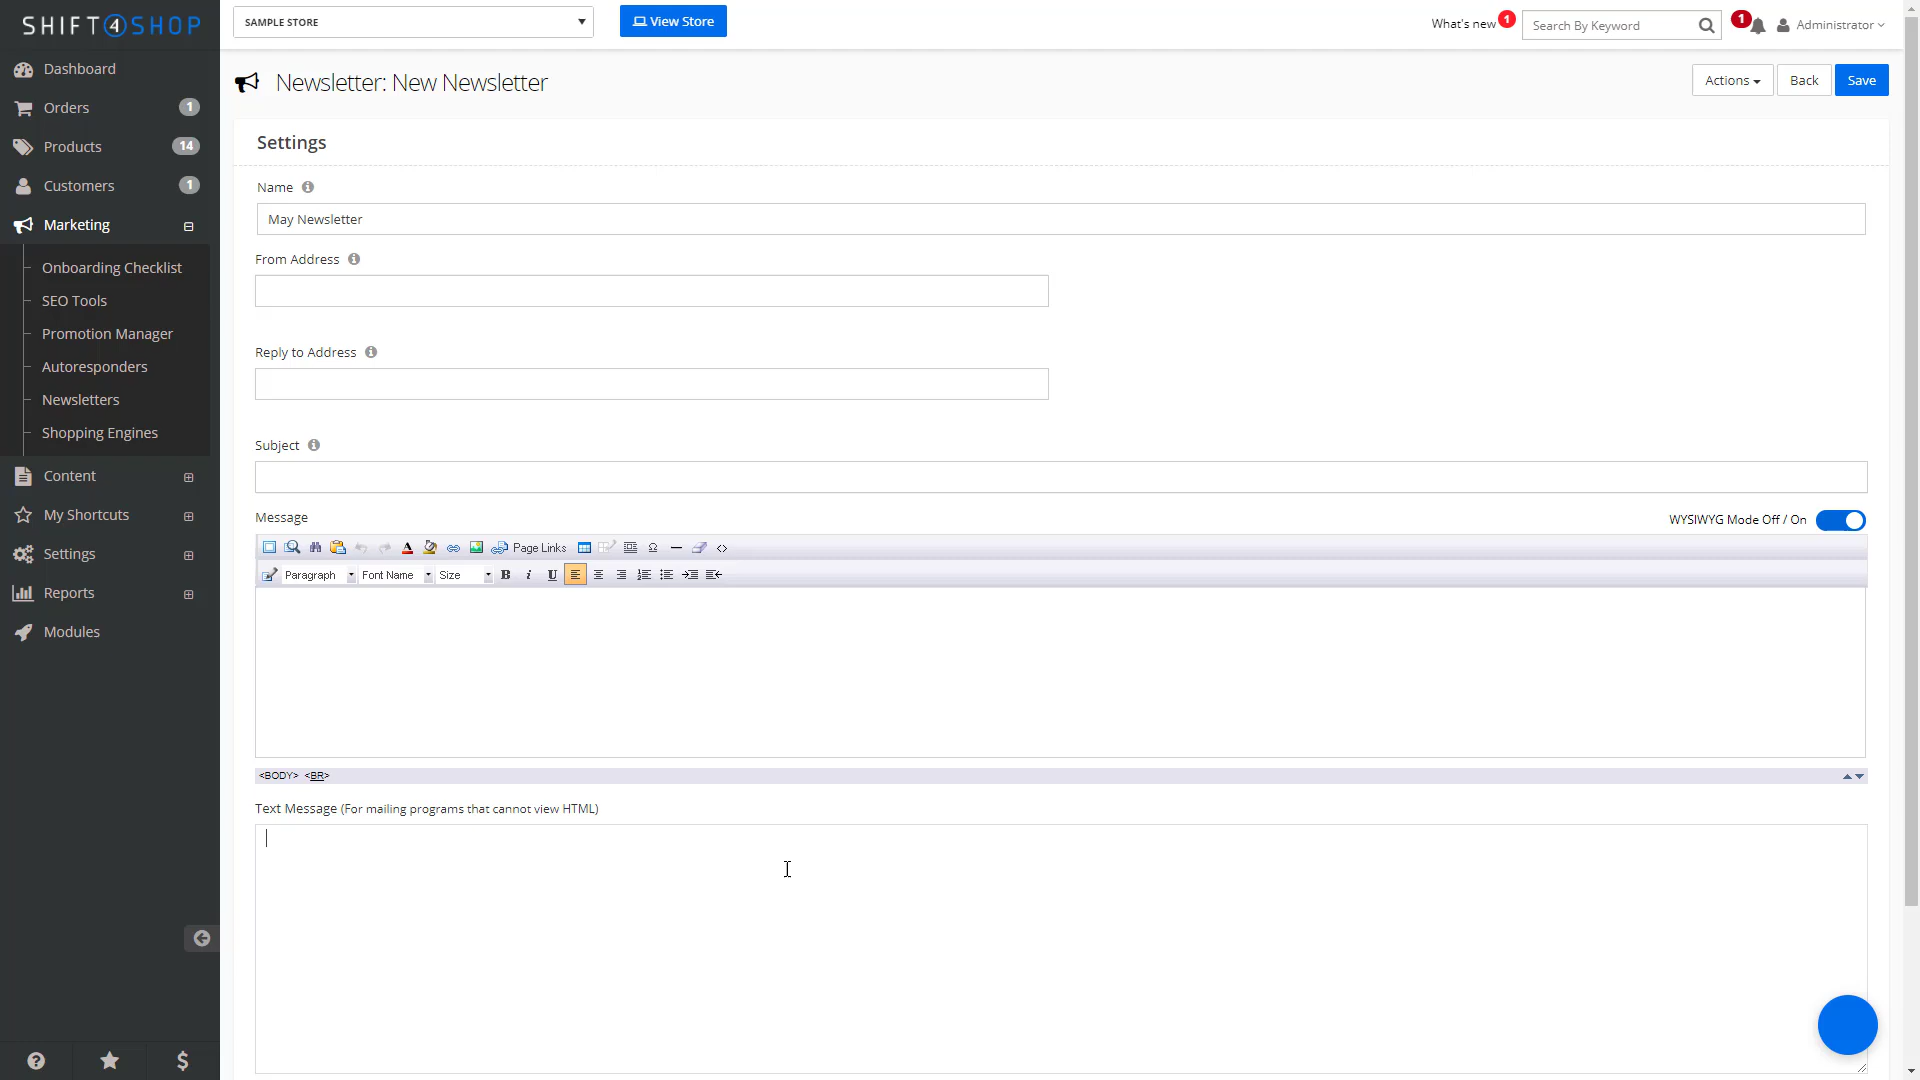 SHIFT4SHOP
SAMPLE STORE
View Store
What's new 1
Search By Keyword
1
Administrator
Dashboard
Orders 1
Products 14
Customers 1
Marketing
Onboarding Checklist
SEO Tools
Promotion Manager
Autoresponders
Newsletters
Shopping Engines
Content
My Shortcuts
Settings
Reports
Modules
Newsletter: New Newsletter
Actions
Back
Save
Settings
Name
May Newsletter
From Address
Reply to Address
Subject
Message
WYSIWYG Mode Off / On
Page Links
Paragraph
Font Name
Size
B
i
U
<BODY> <BR>
Text Message (For mailing programs that cannot view HTML)